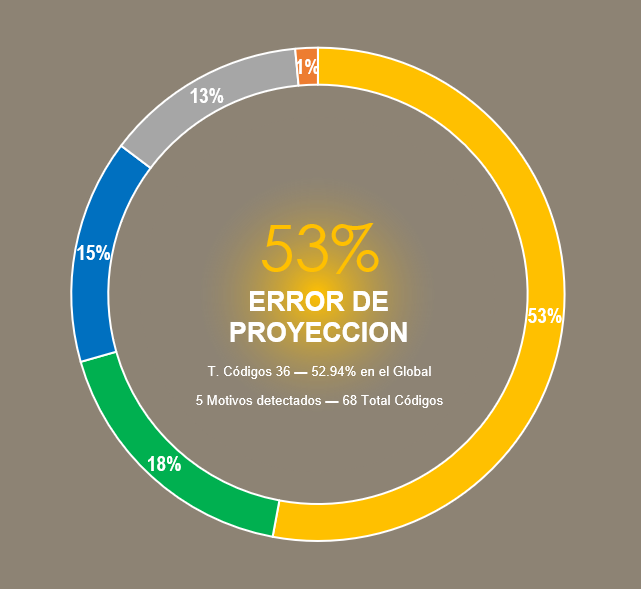 1%
13%
15%
53%
ERROR DE
PROYECCION
53%
T. Códigos 36 — 52.94% en el Global
5 Motivos detectados — 68 Total Códigos
18%